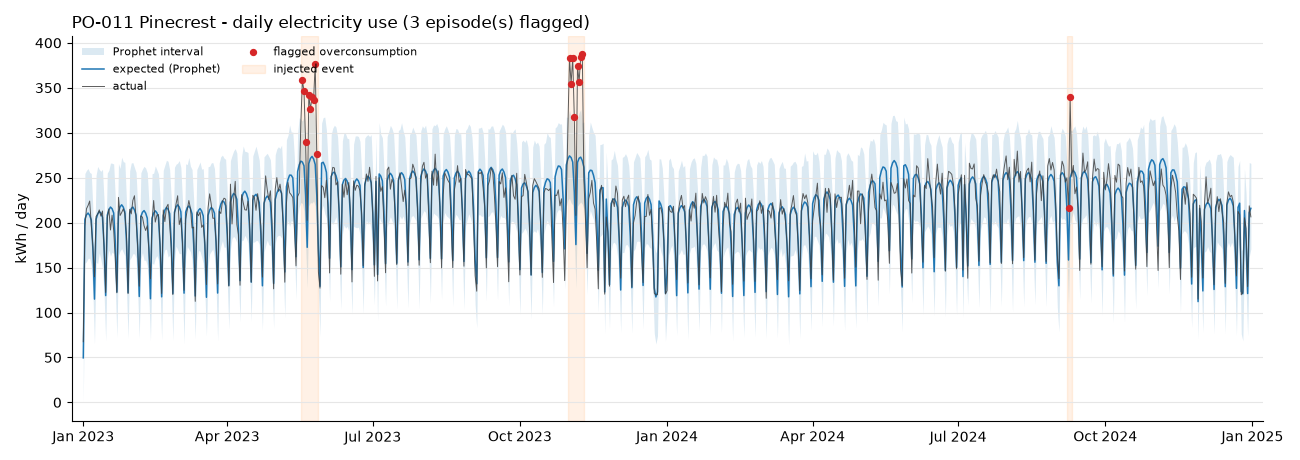 PO-011 Pinecrest - daily electricity use (3 episode(s) flagged)
Prophet interval
expected (Prophet)
actual
flagged overconsumption
injected event
kWh / day
400
350
300
250
200
150
100
50
0
Jan 2023
Apr 2023
Jul 2023
Oct 2023
Jan 2024
Apr 2024
Jul 2024
Oct 2024
Jan 2025